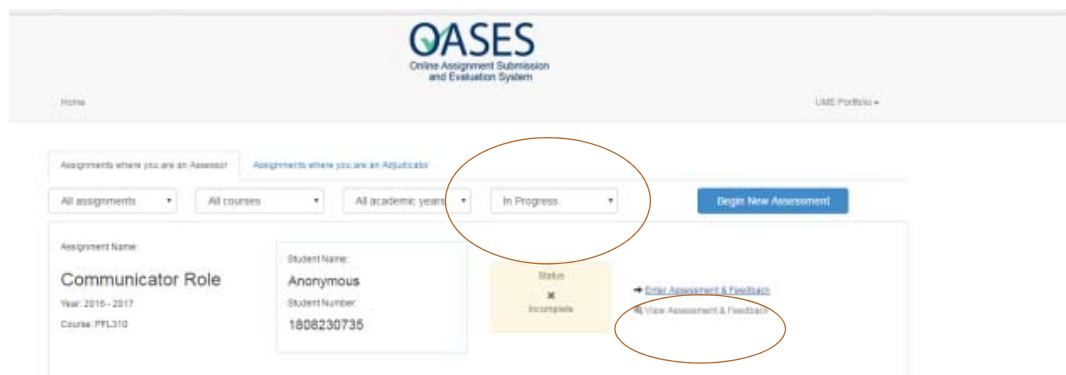 OASES
Online Assignment Submission
and Evaluation System
Home
UME Portfolio
Assignments where you are an Assessor
Assignments where you are an Adjudicator
All assignments
All courses
All academic years
In Progress
Begin New Assessment
Assignment Name:
Communicator Role
Year: 2016 - 2017
Course: PFL310
Student Name:
Anonymous
Student Number:
1808230735
Status
Incomplete
Enter Assessment & Feedback
View Assessment & Feedback